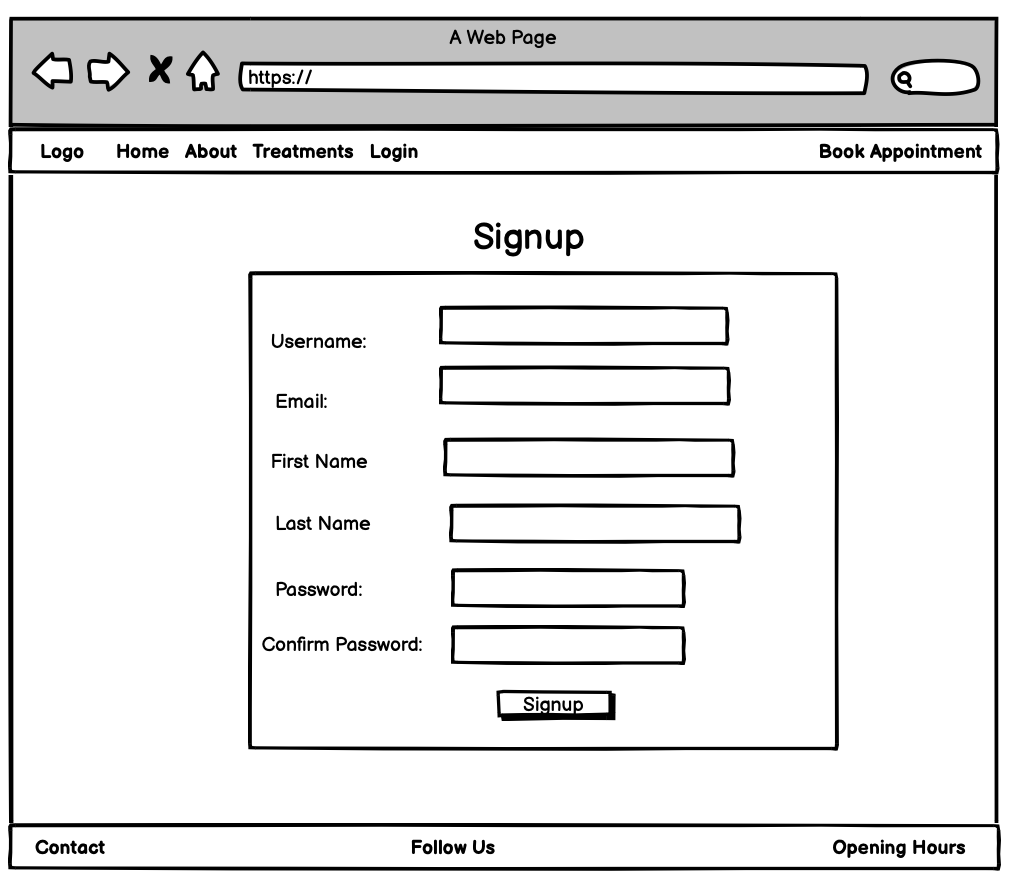 A Web Page
https://
Logo Home About Treatments Login Book Appointment
Signup
Username:
Email:
First Name
Last Name
Password:
Confirm Password:
Signup
Contact Follow Us Opening Hours